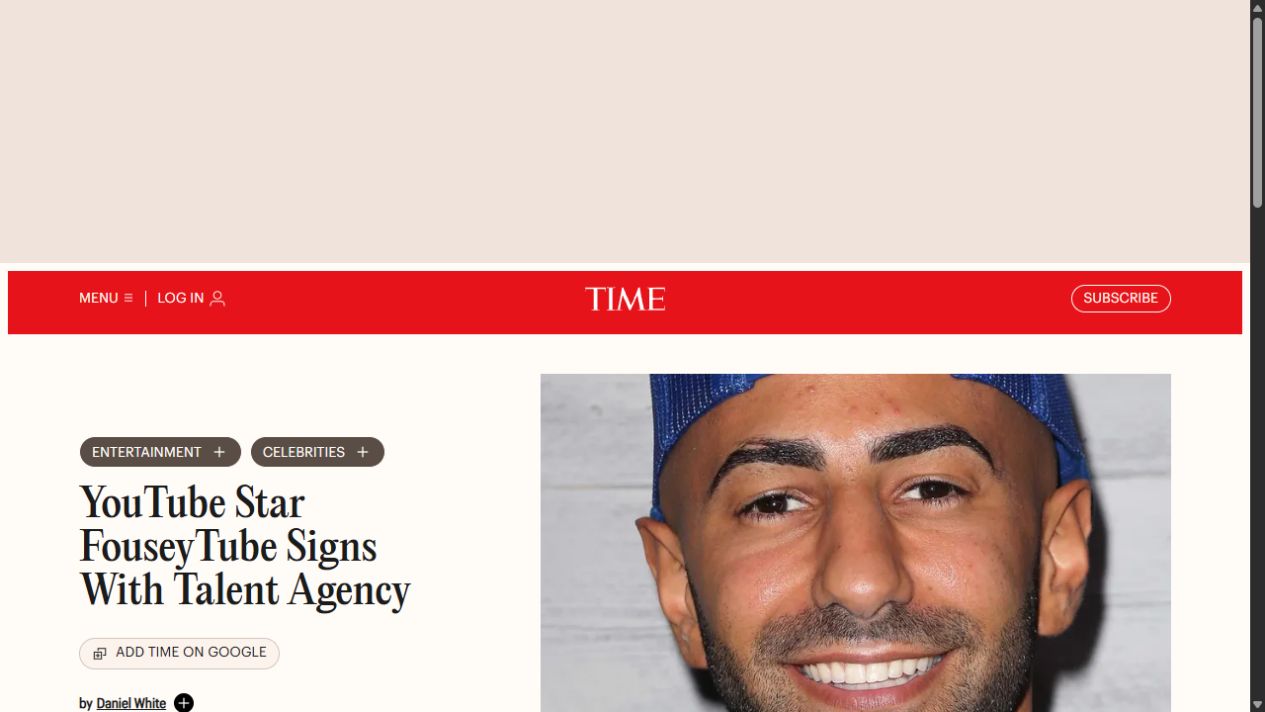 MENU
LOG IN
TIME
SUBSCRIBE
ENTERTAINMENT +
CELEBRITIES +
YouTube Star
FouseyTube Signs
With Talent Agency
ADD TIME ON GOOGLE
by Daniel White